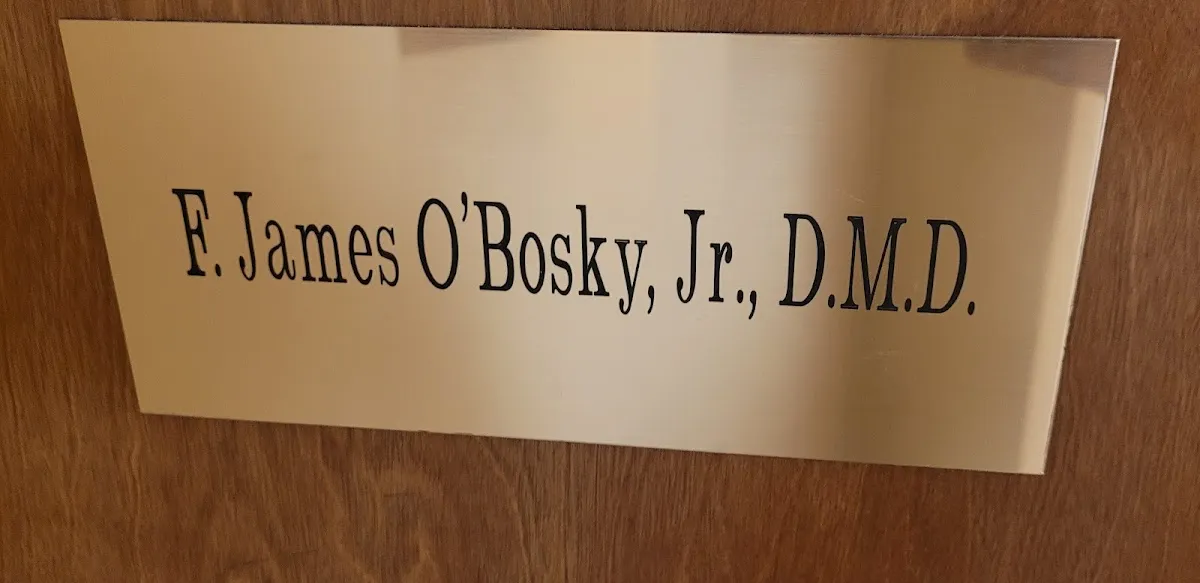 F. James O'Bosky, Jr., D.M.D.